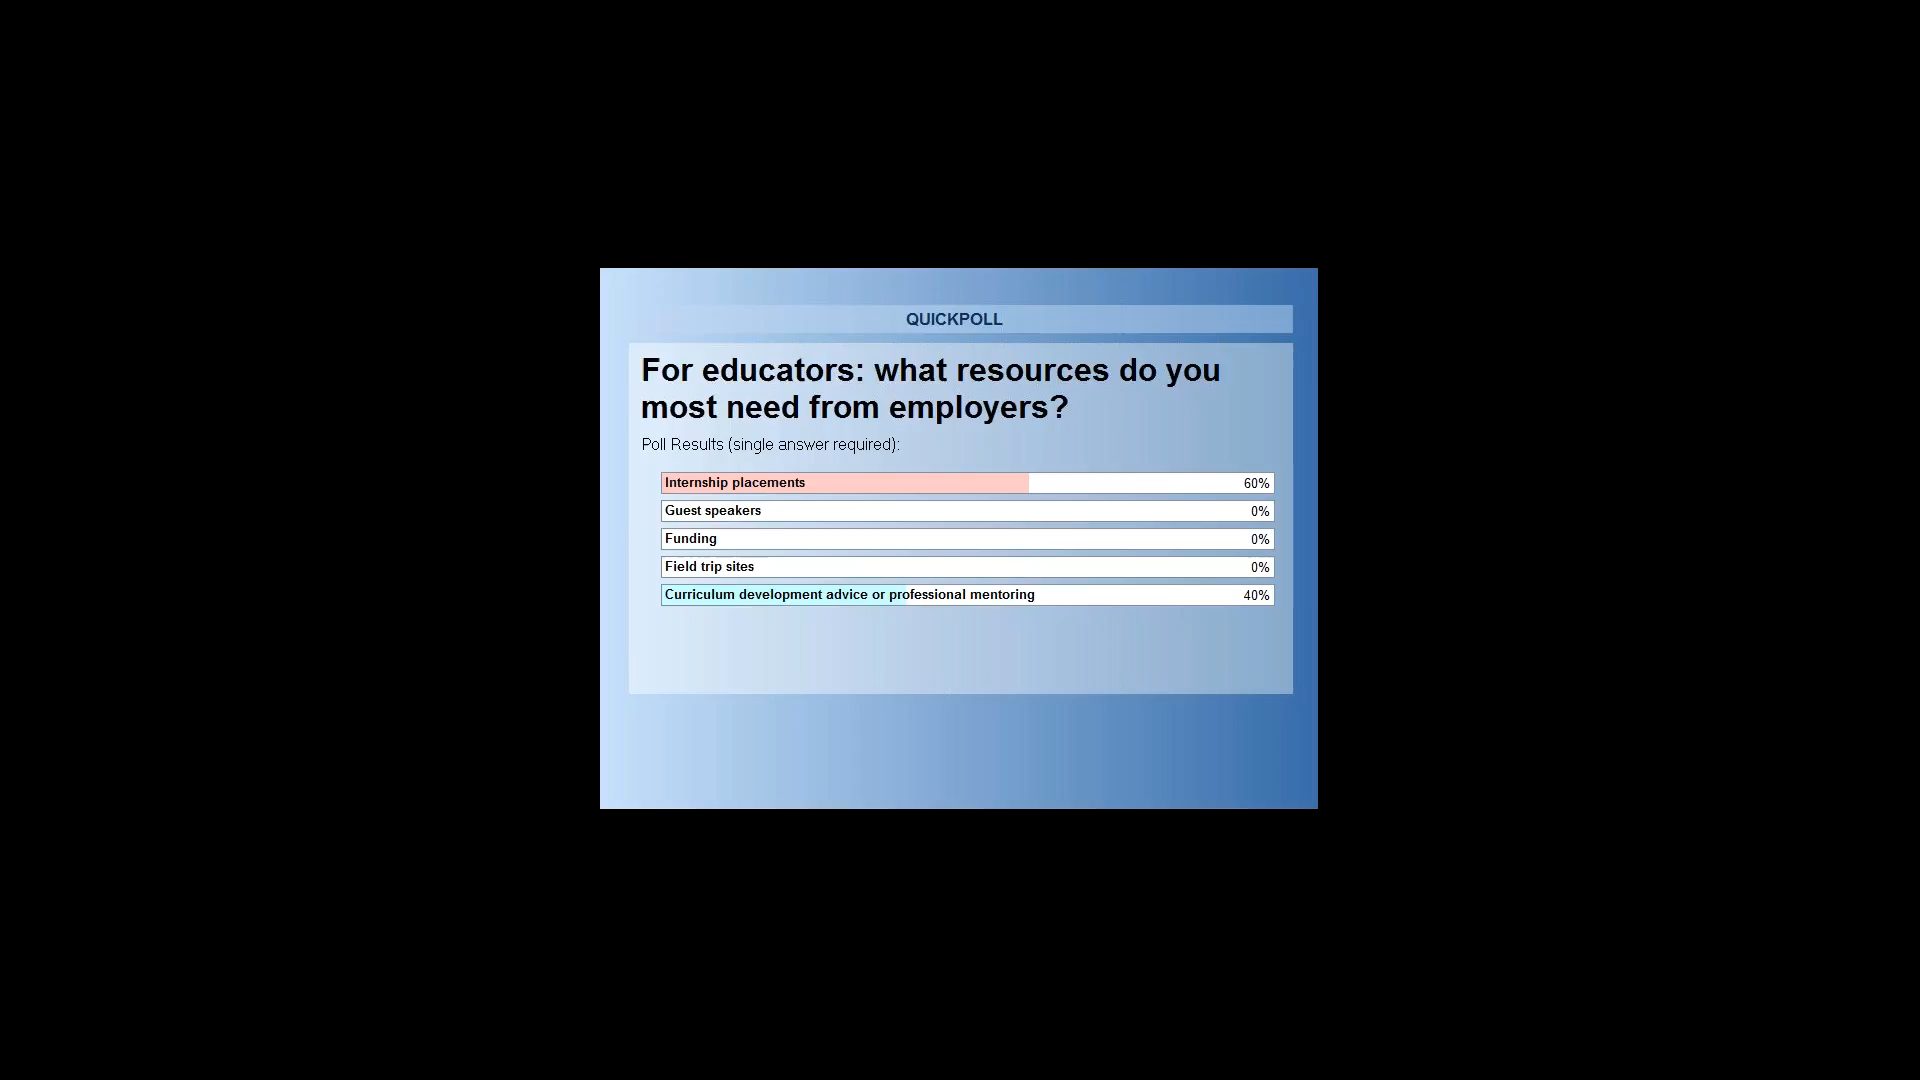 QUICKPOLL
For educators: what resources do you
most need from employers?
Poll Results (single answer required):
Internship placements 60%
Guest speakers 0%
Funding 0%
Field trip sites 0%
Curriculum development advice or professional mentoring 40%